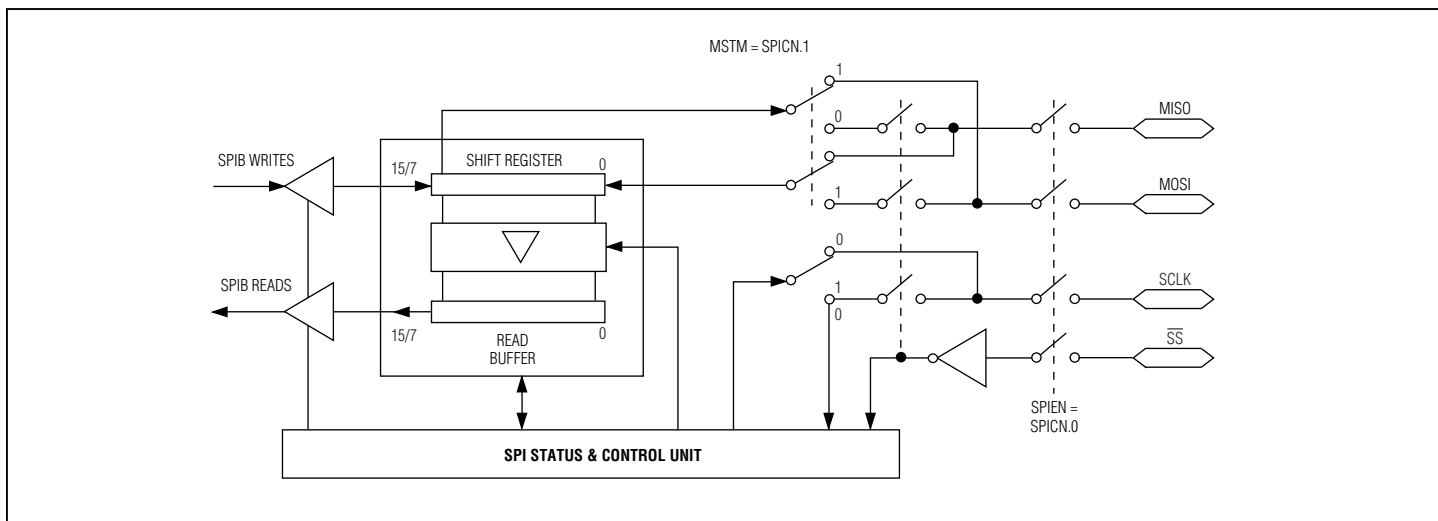 MSTM = SPICN.1
1
MISO
0
SPIB WRITES
15/7
SHIFT REGISTER
0
1
MOSI
0
SPIB READS
1
0
SCLK
15/7
READ
BUFFER
0
SS
SPIEN =
SPICN.0
SPI STATUS & CONTROL UNIT